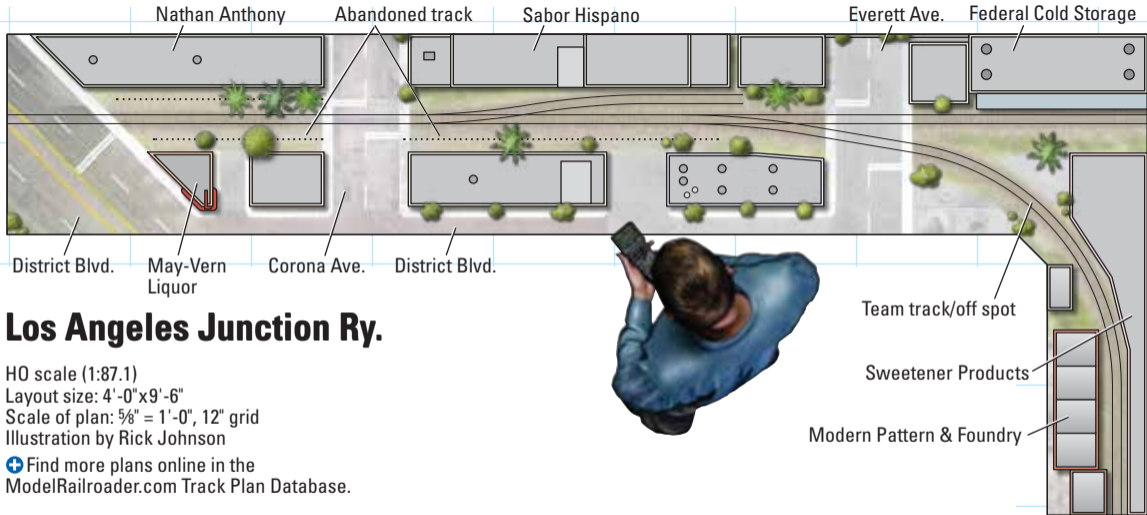 Nathan Anthony
Abandoned track
Sabor Hispano
Everett Ave.
Federal Cold Storage
District Blvd.
May-Vern
Liquor
Corona Ave.
District Blvd.
Team track/off spot
Sweetener Products
Modern Pattern & Foundry
Los Angeles Junction Ry.
HO scale (1:87.1)
Layout size: 4'-0"x9'-6"
Scale of plan: ⅝" = 1'-0", 12" grid
Illustration by Rick Johnson
Find more plans online in the
ModelRailroader.com Track Plan Database.